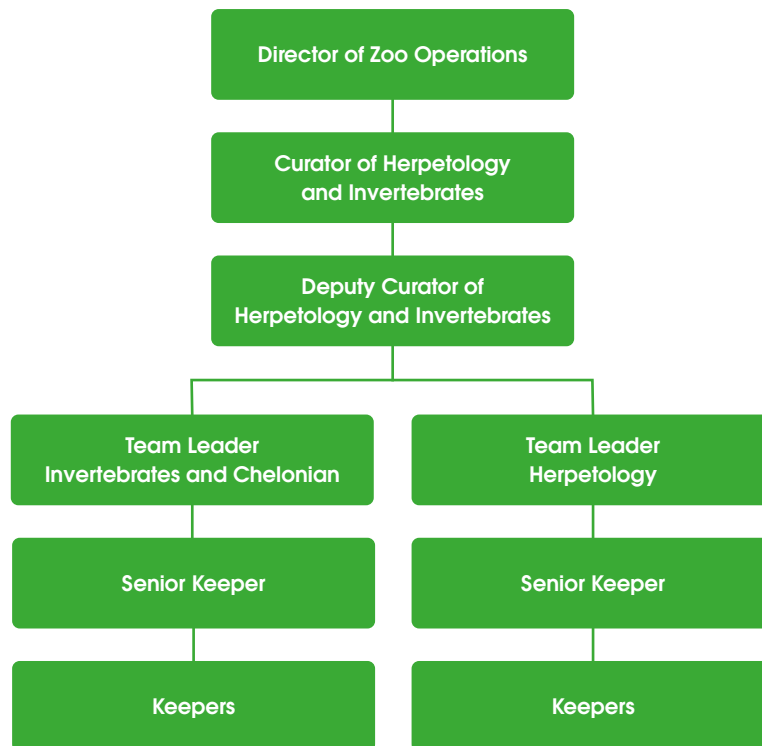 Director of Zoo Operations
Curator of Herpetology
and Invertebrates
Deputy Curator of
Herpetology and Invertebrates
Team Leader
Invertebrates and Chelonian
Team Leader
Herpetology
Senior Keeper
Senior Keeper
Keepers
Keepers